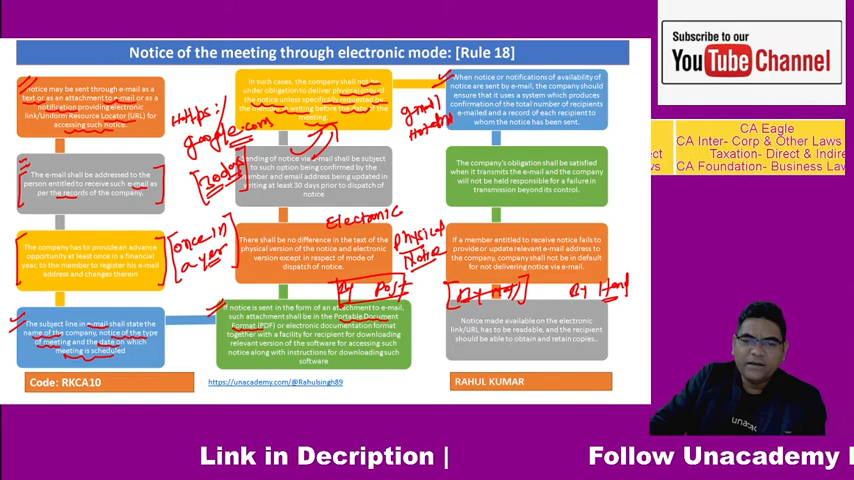 Notice of the meeting through electronic mode: [Rule 18]
Notice may be sent through e-mail as a
text or as an attachment to e-mail or as a
notification providing electronic
link/Uniform Resource Locator (URL) for
accessing such notice.
The e-mail shall be addressed to the
person entitled to receive such e-mail as
per the records of the company.
The company has to provide an advance
opportunity at least once in a financial
year, to the member to register his e-mail
address and changes therein
The subject line in e-mail shall state the
name of the company, notice of the type
of meeting and the date on which
meeting is scheduled
In such cases, the company shall not be
under obligation to deliver physical copy of
the notice unless specifically requested by
the member in writing before the date of the
meeting.
Sending of notice via e-mail shall be subject
to such option being confirmed by the
member and email address being updated in
writing at least 30 days prior to dispatch of
notice
There shall be no difference in the text of the
physical version of the notice and electronic
version except in respect of mode of
dispatch of notice.
If notice is sent in the form of an attachment to e-mail,
such attachment shall be in the Portable Document
Format (PDF) or electronic documentation format
together with a facility for recipient for downloading
relevant version of the software for accessing such
notice along with instructions for downloading such
software
When notice or notifications of availability of
notice are sent by e-mail, the company should
ensure that it uses a system which produces
confirmation of the total number of recipients
e-mailed and a record of each recipient to
whom the notice has been sent.
The company's obligation shall be satisfied
when it transmits the e-mail and the company
will not be held responsible for a failure in
transmission beyond its control.
If a member entitled to receive notice fails to
provide or update relevant e-mail address to
the company, company shall not be in default
for not delivering notice via e-mail.
Notice made available on the electronic
link/URL has to be readable, and the recipient
should be able to obtain and retain copies..
https:/
google.com
[30days]
[once in
a year]
Electronic
Physical
Note
By Post
By Hand
Code: RKCA10
https://unacademy.com/@Rahulsingh89
RAHUL KUMAR
Subscribe to our
YouTube Channel
CA Eagle
CA Inter- Corp & Other Laws
Taxation- Direct & Indire
CA Foundation- Business La
una
Link in Decription |
Follow Unacademy